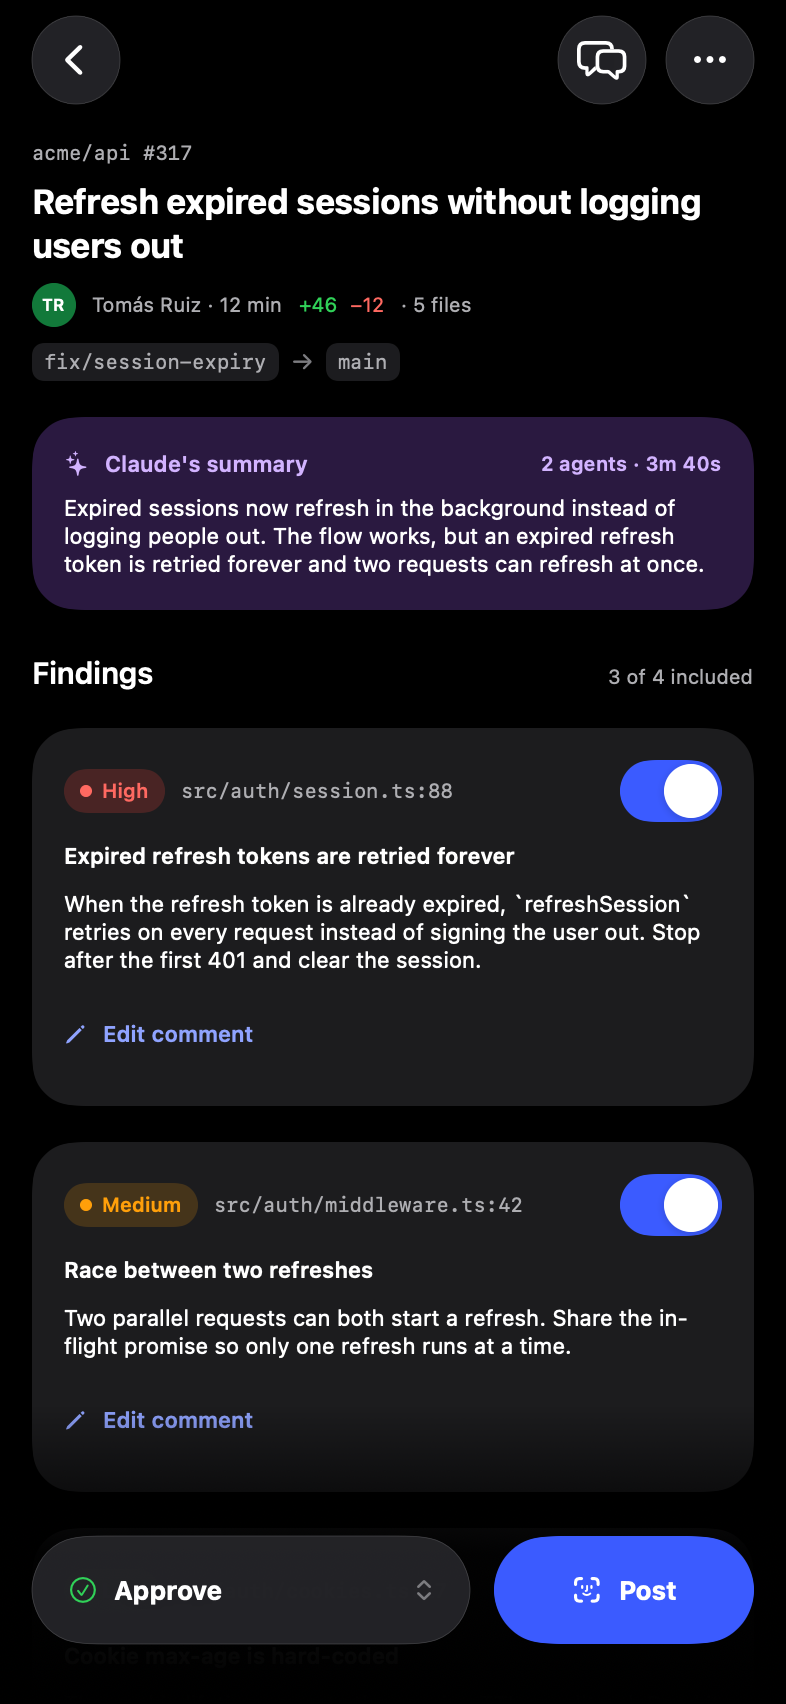 acme/api #317
Refresh expired sessions without logging
users out
TR Tomás Ruiz · 12 min +46 −12 · 5 files
fix/session-expiry → main
Claude's summary 2 agents · 3m 40s
Expired sessions now refresh in the background instead of
logging people out. The flow works, but an expired refresh
token is retried forever and two requests can refresh at once.
Findings 3 of 4 included
High src/auth/session.ts:88
Expired refresh tokens are retried forever
When the refresh token is already expired, `refreshSession`
retries on every request instead of signing the user out. Stop
after the first 401 and clear the session.
Edit comment
Medium src/auth/middleware.ts:42
Race between two refreshes
Two parallel requests can both start a refresh. Share the in-
flight promise so only one refresh runs at a time.
Edit comment
Approve Post
Cookie max-age is hard-coded